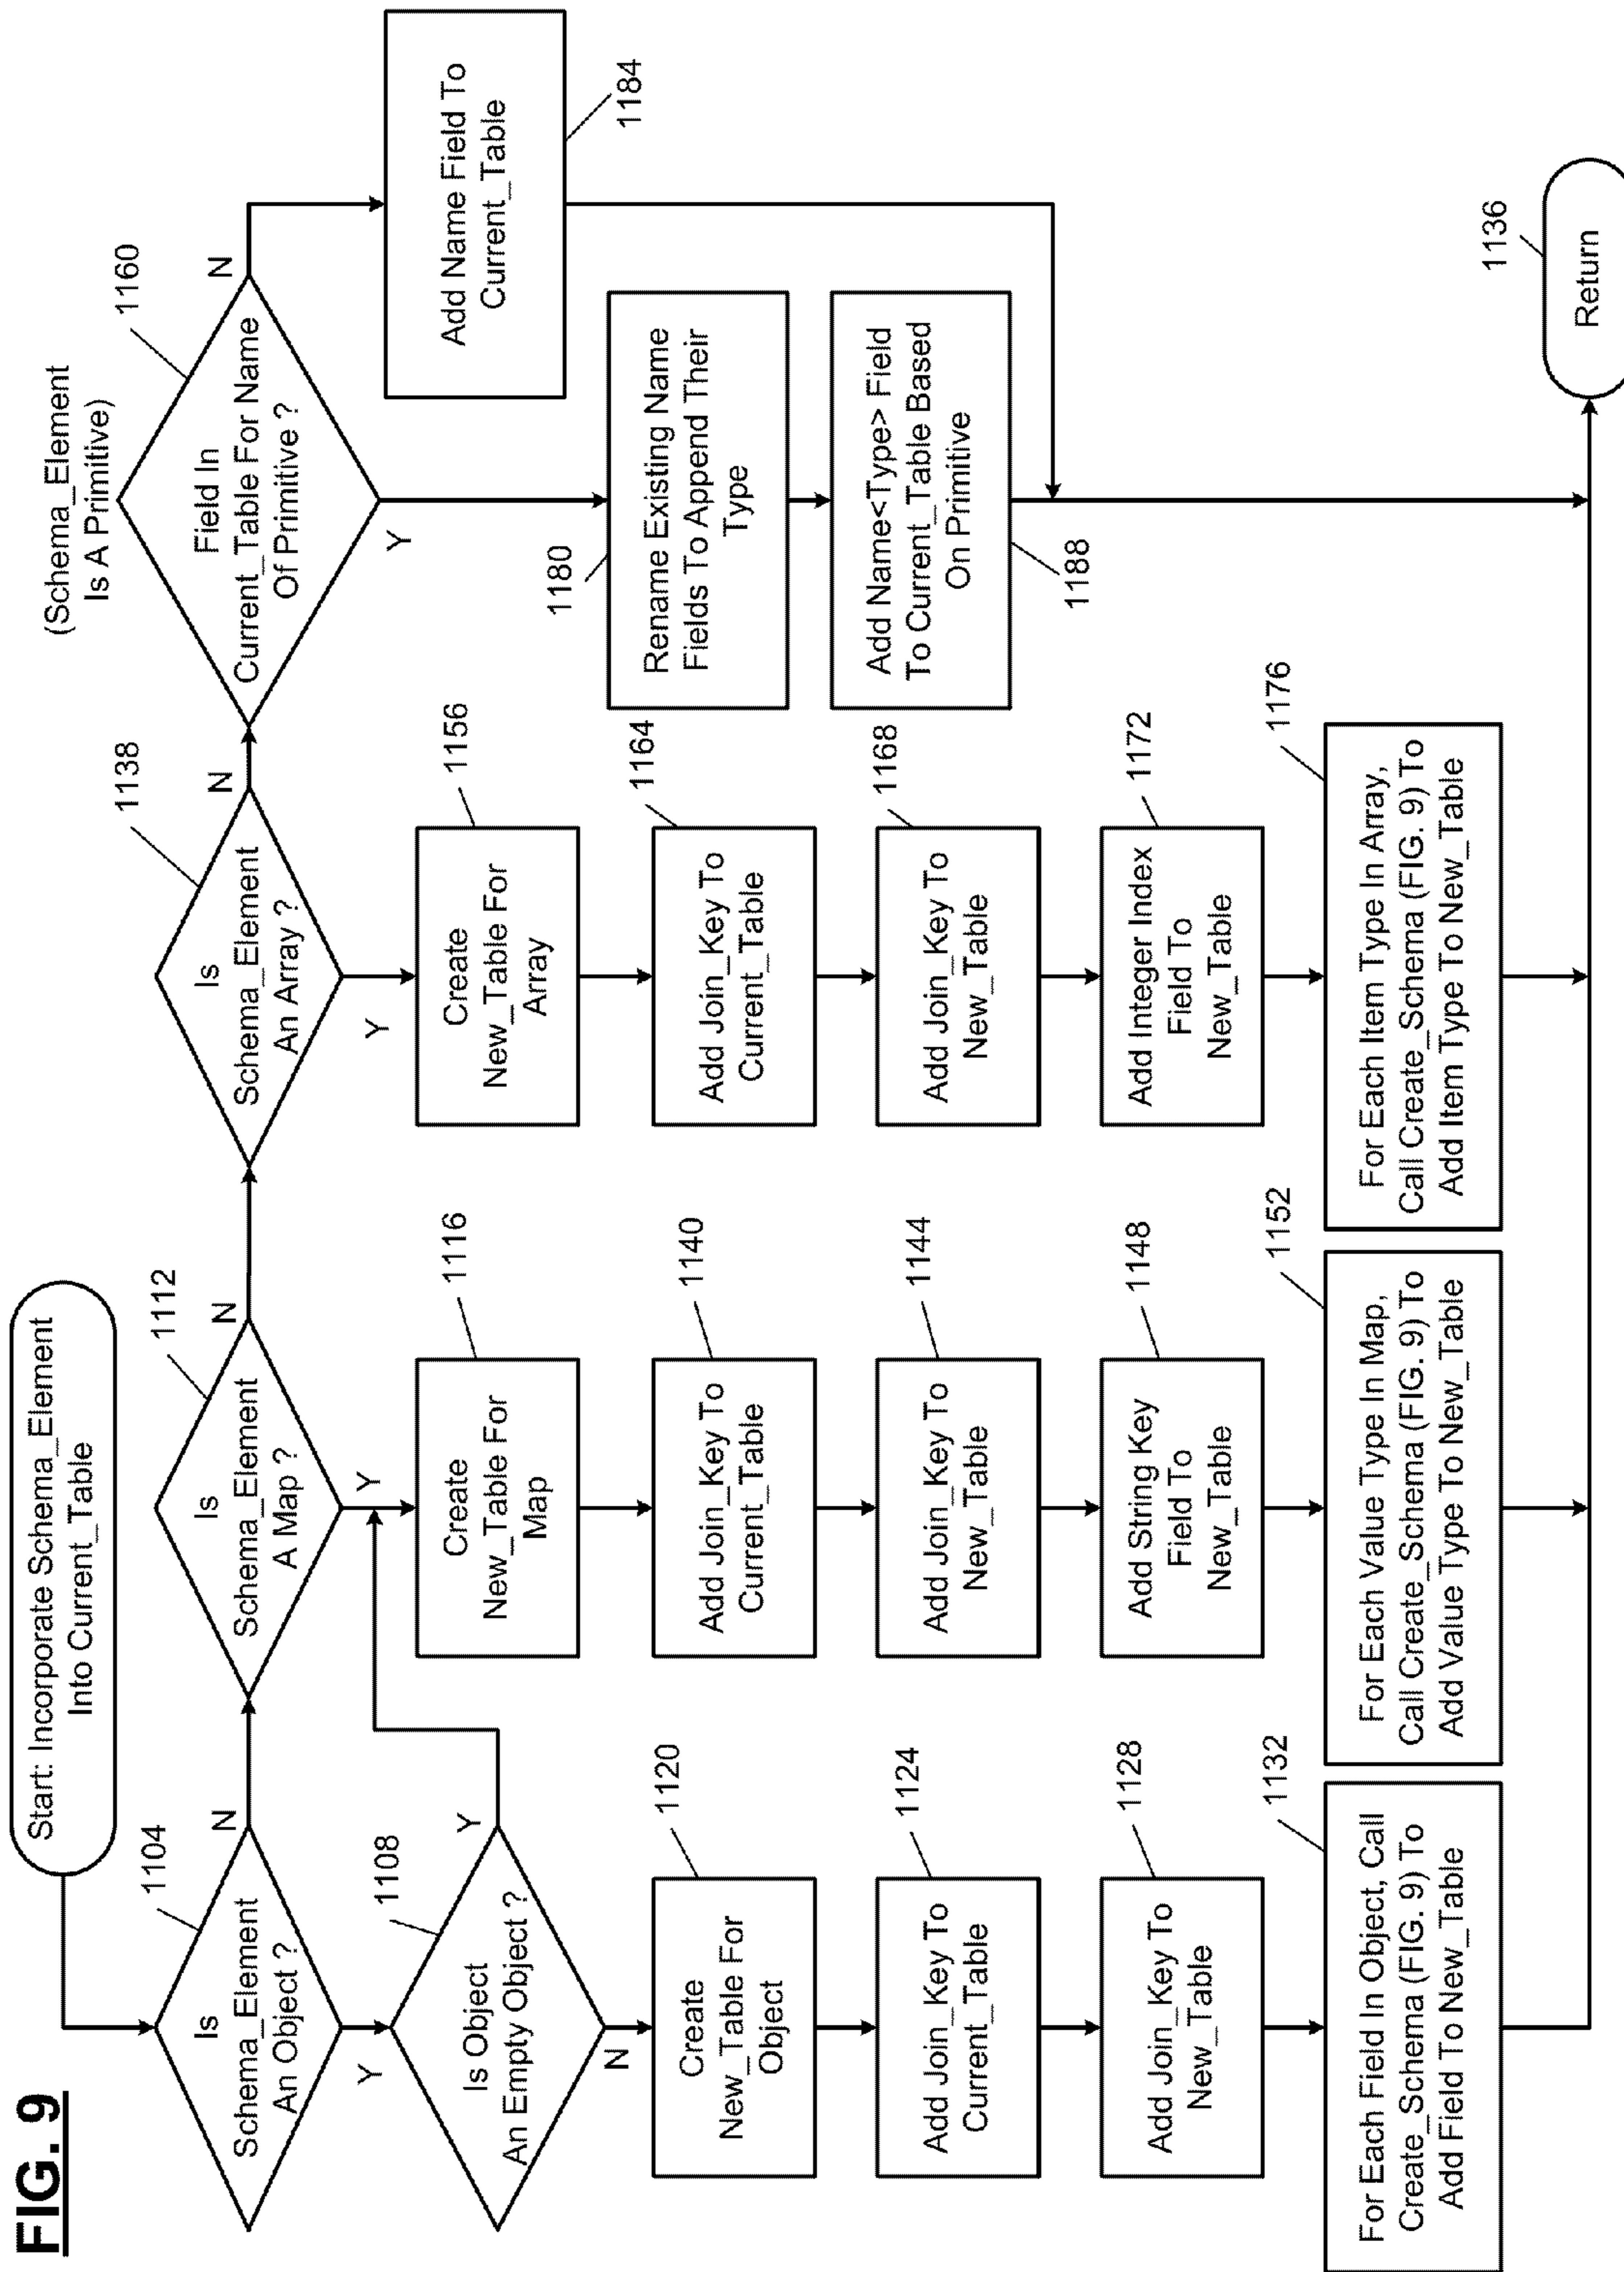 FIG. 9
Start: Incorporate Schema_Element
Into Current_Table
1104
Is
Schema_Element
An Object ?
N
Y
1108
Is Object
An Empty Object ?
Y
N
1120
Create
New_Table For
Object
1124
Add Join_Key To
Current_Table
1128
Add Join_Key To
New_Table
1132
For Each Field In Object, Call
Create_Schema (FIG. 9) To
Add Field To New_Table
1112
Is
Schema_Element
A Map ?
N
Y
1116
Create
New_Table For
Map
1140
Add Join_Key To
Current_Table
1144
Add Join_Key To
New_Table
1148
Add String Key
Field To
New_Table
1152
For Each Value Type In Map,
Call Create_Schema (FIG. 9) To
Add Value Type To New_Table
1138
Is
Schema_Element
An Array ?
N
Y
1156
Create
New_Table For
Array
1164
Add Join_Key To
Current_Table
1168
Add Join_Key To
New_Table
1172
Add Integer Index
Field To
New_Table
1176
For Each Item Type In Array,
Call Create_Schema (FIG. 9) To
Add Item Type To New_Table
(Schema_Element
Is A Primitive)
1160
Field In
Current_Table For Name
Of Primitive ?
N
Y
1180
Rename Existing Name
Fields To Append Their
Type
Add Name<Type> Field
To Current_Table Based
On Primitive
1188
Add Name Field To
Current_Table
1184
1136
Return